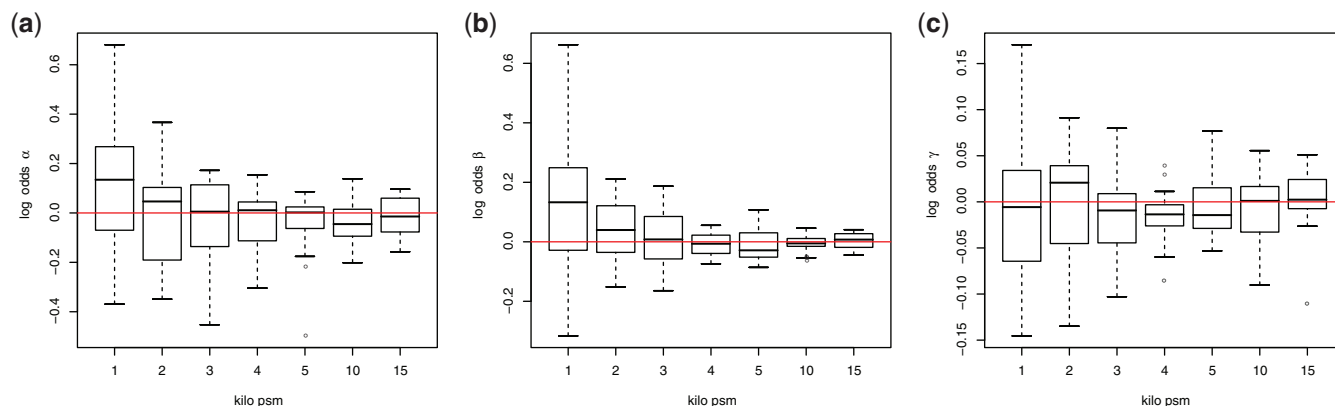 (a)
log odds α
0.6
0.4
0.2
0.0
−0.2
−0.4
1 2 3 4 5 10 15
kilo psm
(b)
log odds β
0.6
0.4
0.2
0.0
−0.2
1 2 3 4 5 10 15
kilo psm
(c)
log odds γ
0.15
0.10
0.05
0.00
−0.05
−0.10
−0.15
1 2 3 4 5 10 15
kilo psm